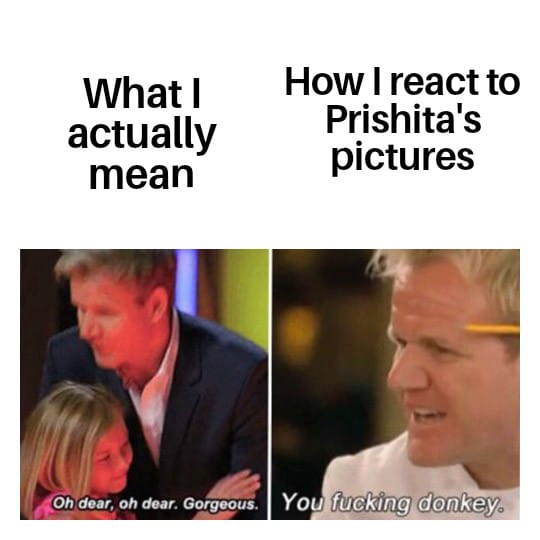 What I
actually
mean
How I react to
Prishita's
pictures
Oh dear, oh dear. Gorgeous.
You fucking donkey.